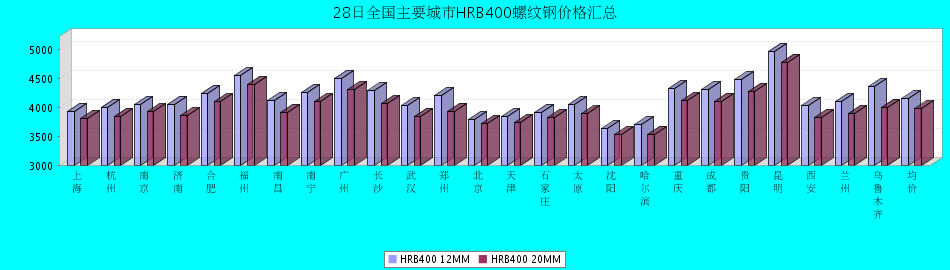 28日全国主要城市HRB400螺纹钢价格汇总
5000
4500
4000
3500
3000
上海 杭州 南京 济南 合肥 福州 南昌 南宁 广州 长沙 武汉 郑州 北京 天津 石家庄 太原 沈阳 哈尔滨 重庆 成都 贵阳 昆明 西安 兰州 乌鲁木齐 均价
HRB400 12MM HRB400 20MM